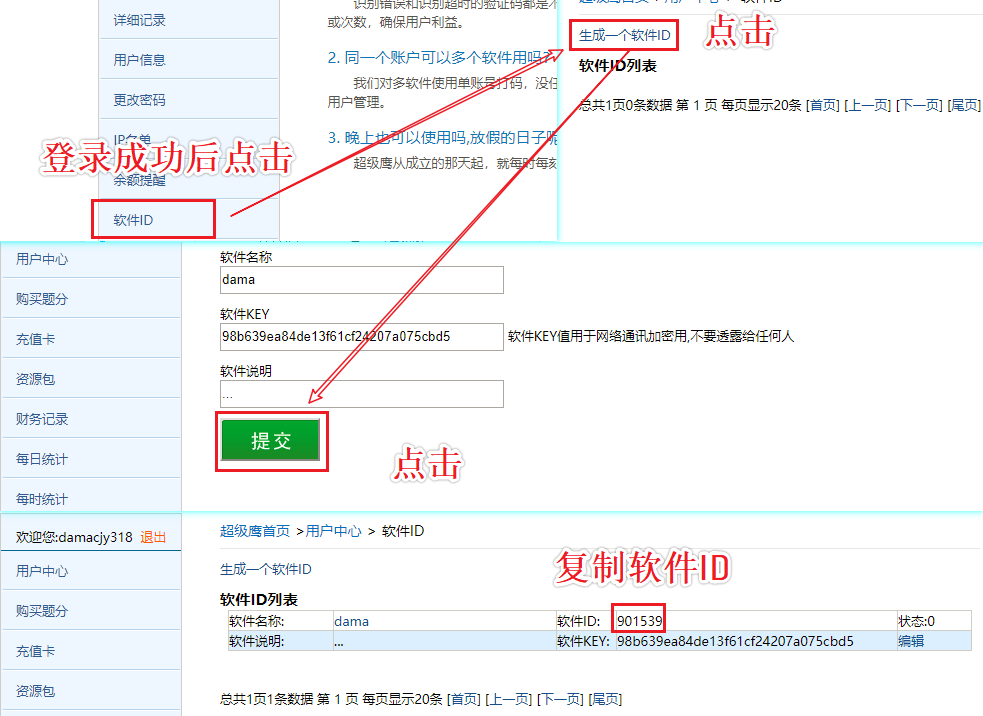 详细记录
用户信息
更改密码
IP名单
余额提醒
软件ID
登录成功后点击
识别错误和识别超时的验证码都是不
或次数，确保用户利益。
2. 同一个账户可以多个软件用吗?
我们对多软件使用单账是打码，没任
用户管理。
3. 晚上也可以使用吗,放假的日子呢
超级鹰从成立的那天起，就每时每刻
生成一个软件ID
点击
软件ID列表
总共1页0条数据 第 1 页 每页显示20条 [首页] [上一页] [下一页] [尾页]
用户中心
购买题分
充值卡
资源包
财务记录
每日统计
每时统计
软件名称
dama
软件KEY
98b639ea84de13f61cf24207a075cbd5 软件KEY值用于网络通讯加密用,不要透露给任何人
软件说明
...
提交
点击
欢迎您:damacjy318 退出
用户中心
购买题分
充值卡
资源包
超级鹰首页 >用户中心 > 软件ID
生成一个软件ID
复制软件ID
软件ID列表
软件名称: dama 软件ID: 901539 状态:0
软件说明: ... 软件KEY: 98b639ea84de13f61cf24207a075cbd5 编辑
总共1页1条数据 第 1 页 每页显示20条 [首页] [上一页] [下一页] [尾页]